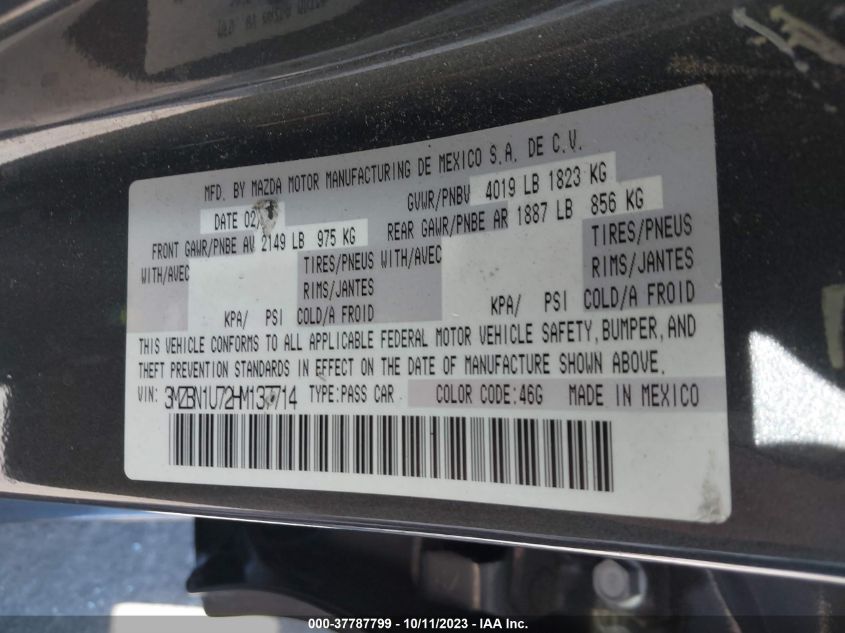 MFD. BY MAZDA MOTOR MANUFACTURING DE MEXICO S.A. DE C.V.
DATE 02/ GVWR/PNBV 4019 LB 1823 KG
FRONT GAWR/PNBE AV 2149 LB 975 KG REAR GAWR/PNBE AR 1887 LB 856 KG
WITH/AVEC TIRES/PNEUS WITH/AVEC TIRES/PNEUS
RIMS/JANTES RIMS/JANTES
KPA/ PSI COLD/A FROID KPA/ PSI COLD/A FROID
THIS VEHICLE CONFORMS TO ALL APPLICABLE FEDERAL MOTOR VEHICLE SAFETY, BUMPER, AND
THEFT PREVENTION STANDARDS IN EFFECT ON THE DATE OF MANUFACTURE SHOWN ABOVE.
VIN: 3MZBN1U72HM137714 TYPE:PASS CAR COLOR CODE:46G MADE IN MEXICO
000-37787799 - 10/11/2023 - IAA Inc.